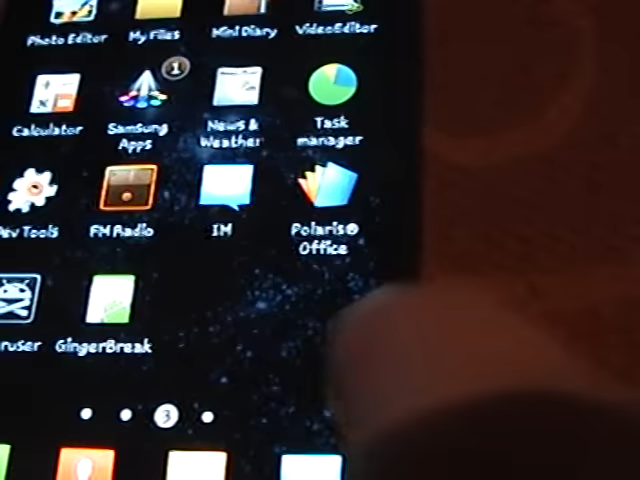 Photo Editor
My Files
Mini Diary
VideoEditor
Calculator
1
Samsung
Apps
News &
Weather
Task
manager
Dev Tools
FM Radio
IM
Polaris®
Office
GingerBreak
3